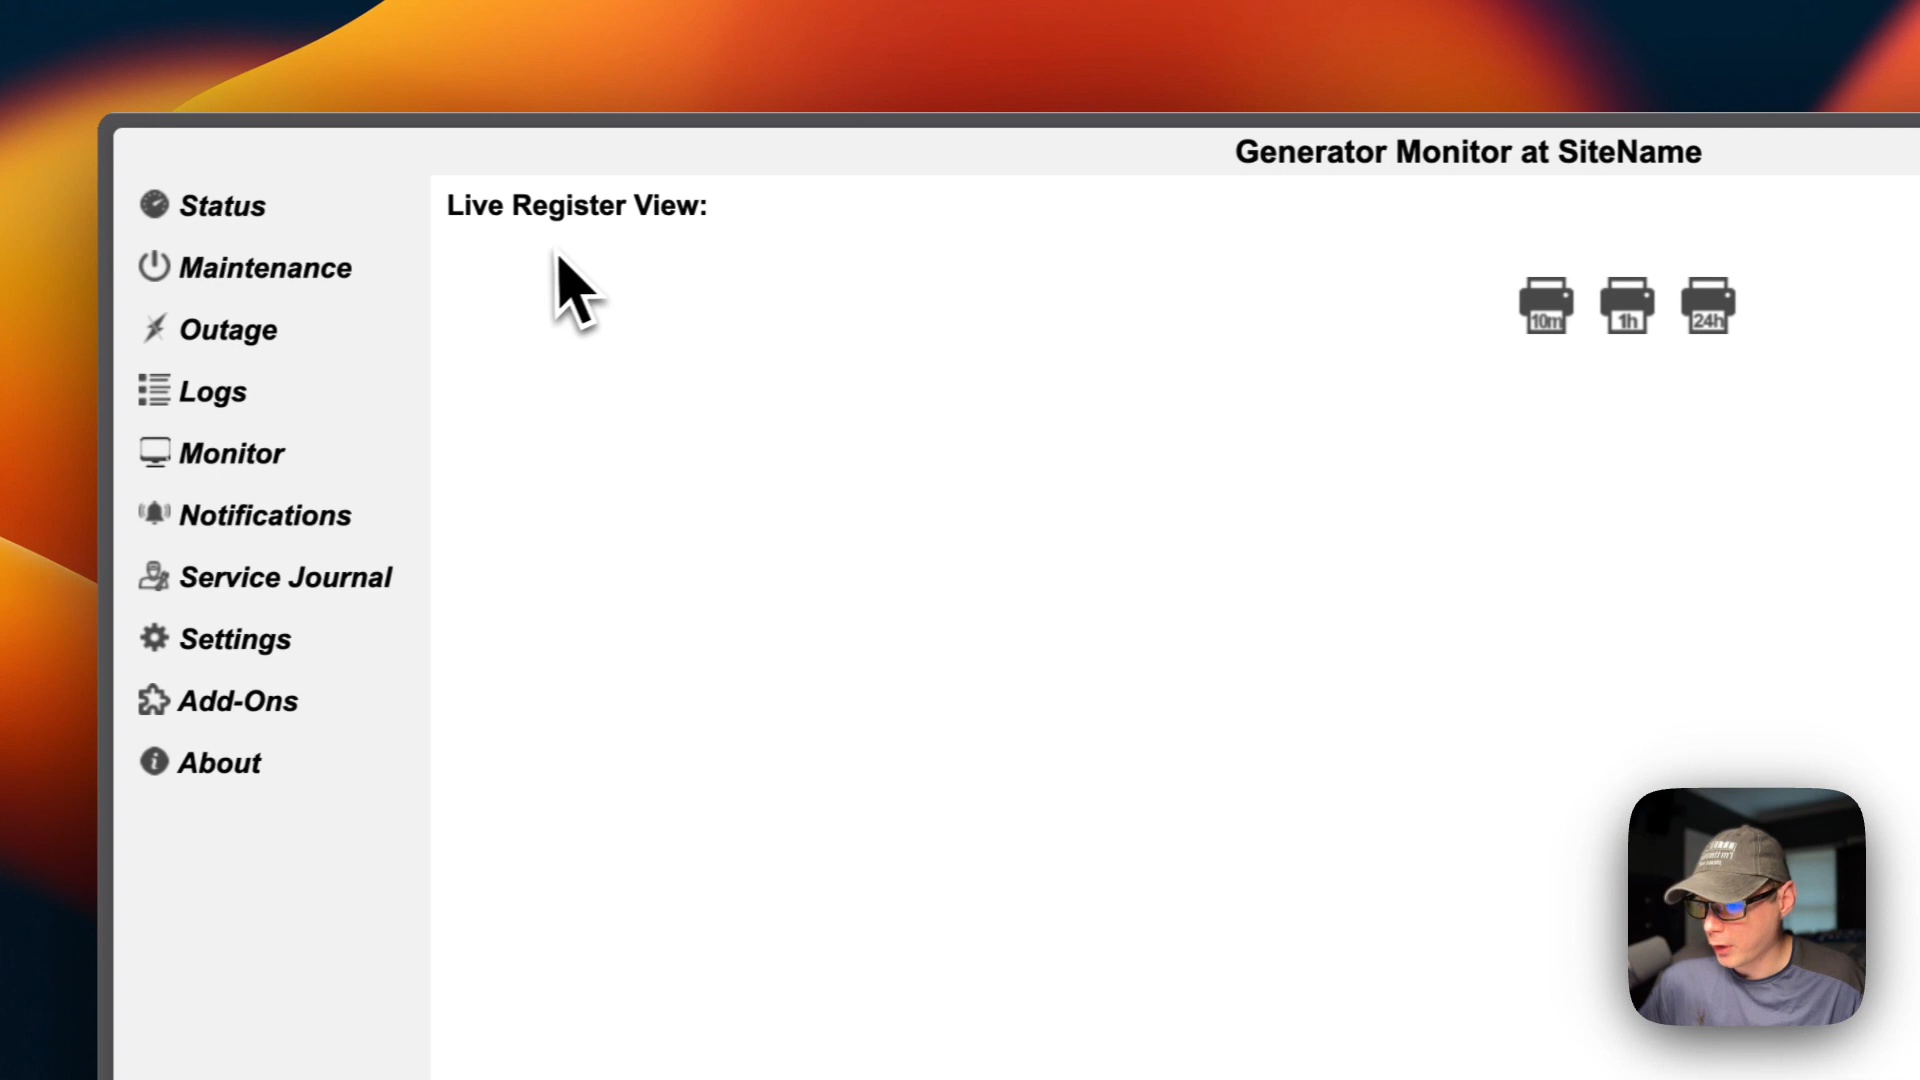 Generator Monitor at SiteName
Status
Maintenance
Outage
Logs
Monitor
Notifications
Service Journal
Settings
Add-Ons
About
Live Register View:
10m
1h
24h